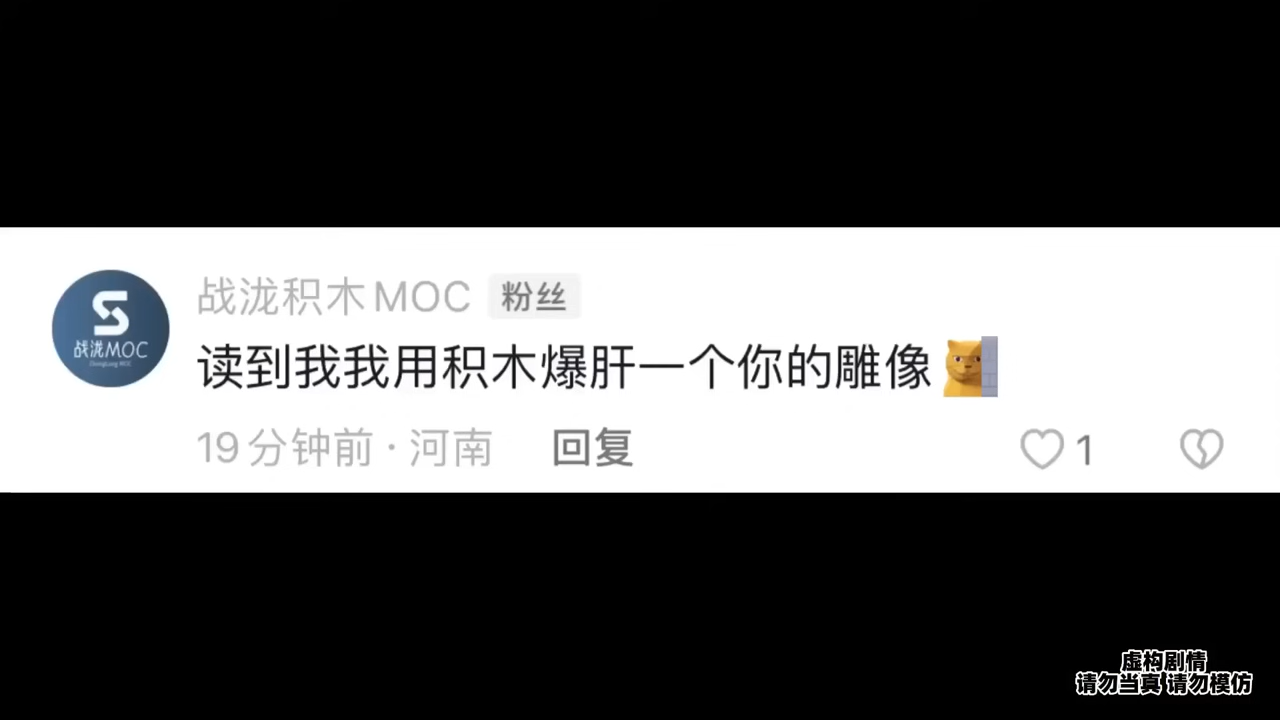 战泷积木MOC 粉丝
战泷MOC
读到我我用积木爆肝一个你的雕像
19分钟前·河南 回复
1
虚构剧情
请勿当真 请勿模仿